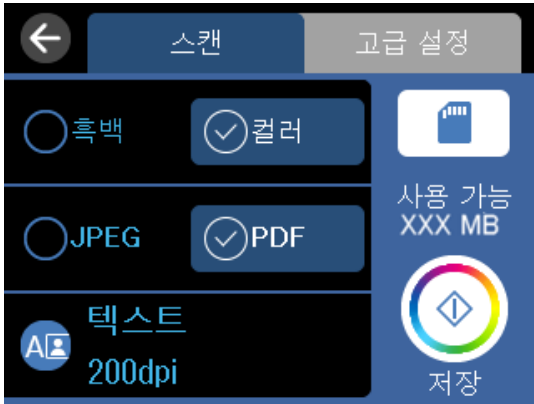 스캔
고급 설정
흑백
컬러
JPEG
PDF
A
텍스트
200dpi
사용 가능
XXX MB
저장